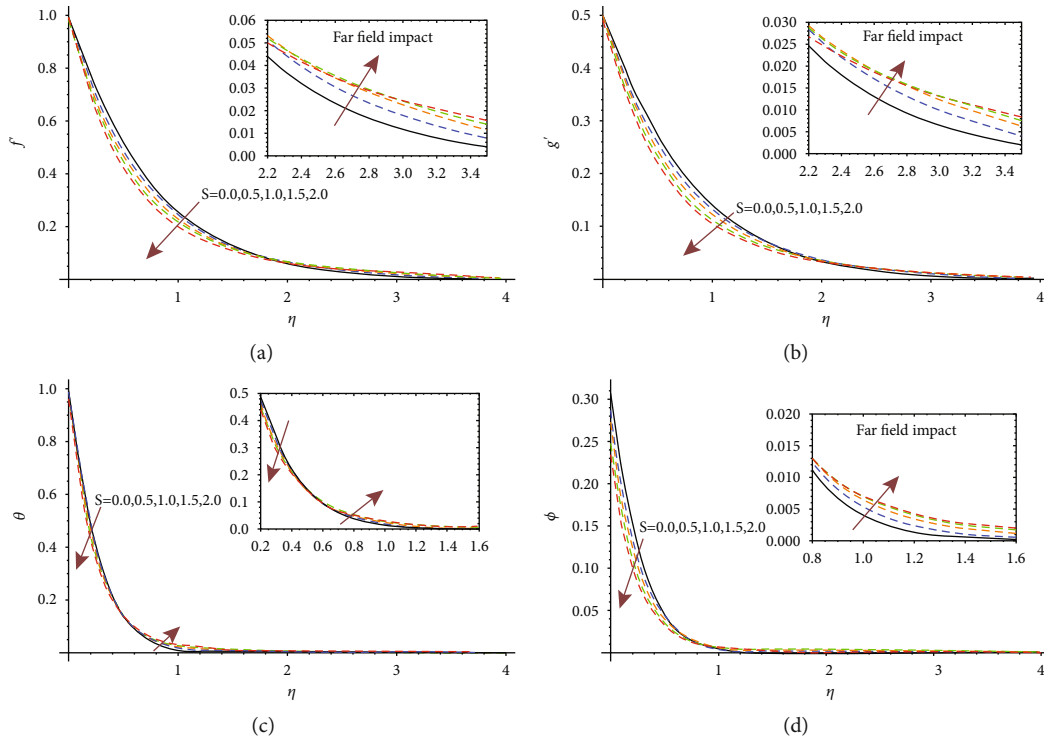 1.0
0.8
0.6
0.4
0.2
f′
0.06
0.05
0.04
0.03
0.02
0.01
0.00
Far field impact
2.2 2.4 2.6 2.8 3.0 3.2 3.4
S=0.0,0.5,1.0,1.5,2.0
1 2 3 4
η
(a)
0.5
0.4
0.3
0.2
0.1
g′
0.030
0.025
0.020
0.015
0.010
0.005
0.000
Far field impact
2.2 2.4 2.6 2.8 3.0 3.2 3.4
S=0.0,0.5,1.0,1.5,2.0
1 2 3 4
η
(b)
1.0
0.8
0.6
0.4
0.2
θ
0.5
0.4
0.3
0.2
0.1
0.0
0.2 0.4 0.6 0.8 1.0 1.2 1.4 1.6
S=0.0,0.5,1.0,1.5,2.0
1 2 3 4
η
(c)
0.30
0.25
0.20
0.15
0.10
0.05
ϕ
0.020
0.015
0.010
0.005
0.000
Far field impact
0.8 1.0 1.2 1.4 1.6
S=0.0,0.5,1.0,1.5,2.0
1 2 3 4
η
(d)